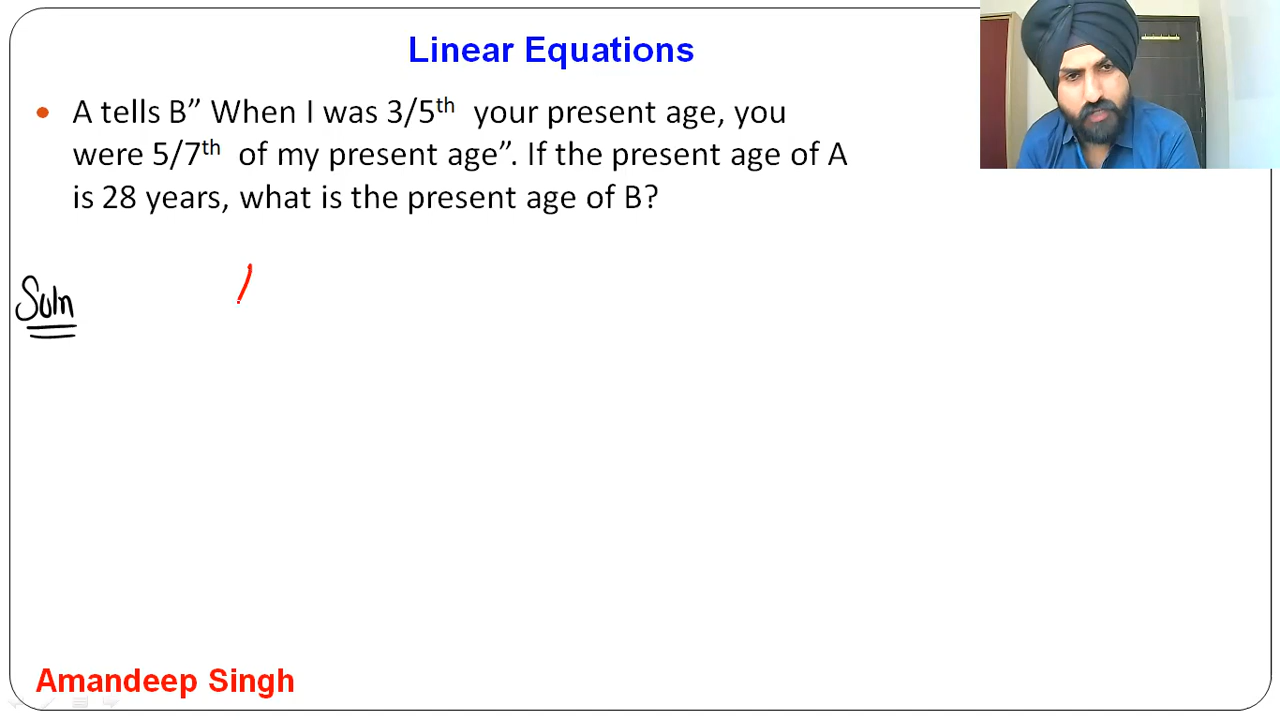 Linear Equations
• A tells B” When I was 3/5th your present age, you
were 5/7th of my present age”. If the present age of A
is 28 years, what is the present age of B?
Soln
Amandeep Singh